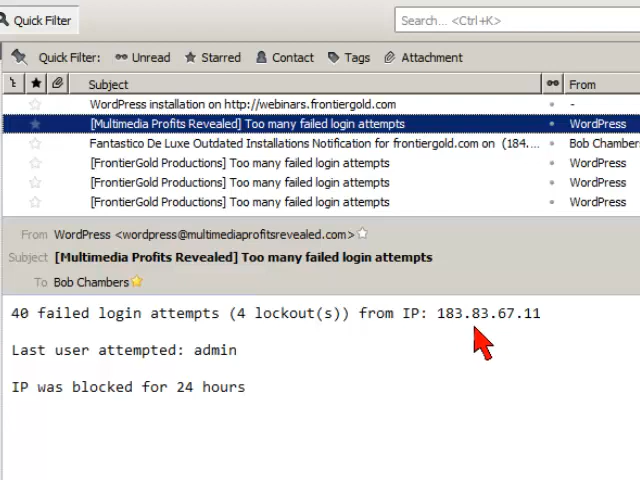 Quick Filter
Search... <Ctrl+K>
Quick Filter: Unread Starred Contact Tags Attachment
Subject From
WordPress installation on http://webinars.frontiergold.com -
[Multimedia Profits Revealed] Too many failed login attempts WordPress
Fantastico De Luxe Outdated Installations Notification for frontiergold.com on (184.... Bob Chambers
[FrontierGold Productions] Too many failed login attempts WordPress
[FrontierGold Productions] Too many failed login attempts WordPress
[FrontierGold Productions] Too many failed login attempts WordPress
From WordPress <wordpress@multimediaprofitsrevealed.com>
Subject [Multimedia Profits Revealed] Too many failed login attempts
To Bob Chambers
40 failed login attempts (4 lockout(s)) from IP: 183.83.67.11
Last user attempted: admin
IP was blocked for 24 hours